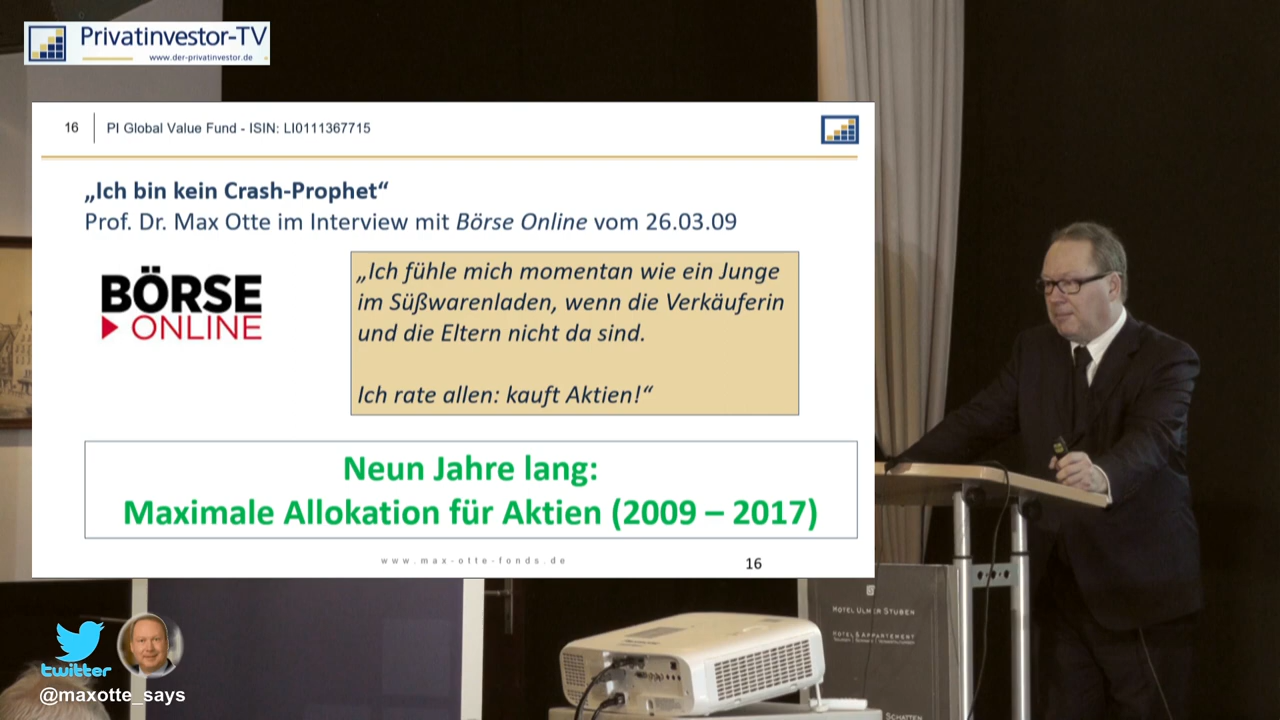 Privatinvestor-TV
www.der-privatinvestor.de
16
PI Global Value Fund - ISIN: LI0111367715
„Ich bin kein Crash-Prophet“
Prof. Dr. Max Otte im Interview mit Börse Online vom 26.03.09
BÖRSE
ONLINE
„Ich fühle mich momentan wie ein Junge
im Süßwarenladen, wenn die Verkäuferin
und die Eltern nicht da sind.
Ich rate allen: kauft Aktien!“
Neun Jahre lang:
Maximale Allokation für Aktien (2009 – 2017)
www.max-otte-fonds.de
16
HOTEL ULMER STUBEN
HOTEL & APPARTEMENT
SCHATTEN
twitter
@maxotte_says